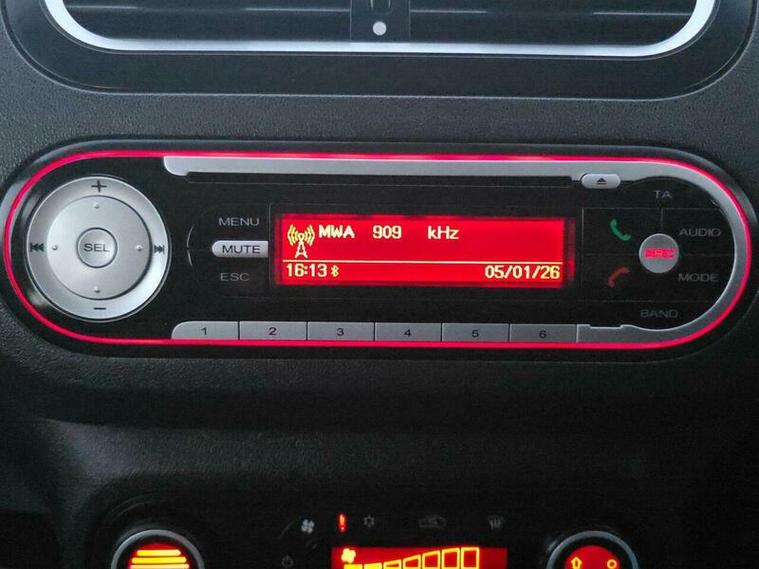 TA
MENU
MUTE
ESC
SEL
MWA 909 kHz
16:13 05/01/26
AUDIO
MODE
BAND
1 2 3 4 5 6